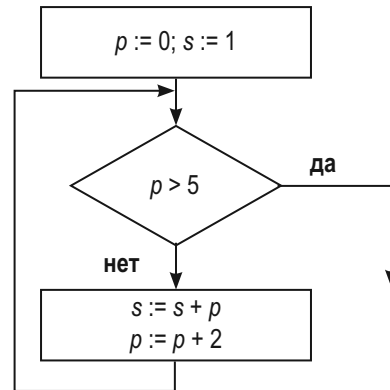 p := 0; s := 1
p > 5
да
нет
s := s + p
p := p + 2